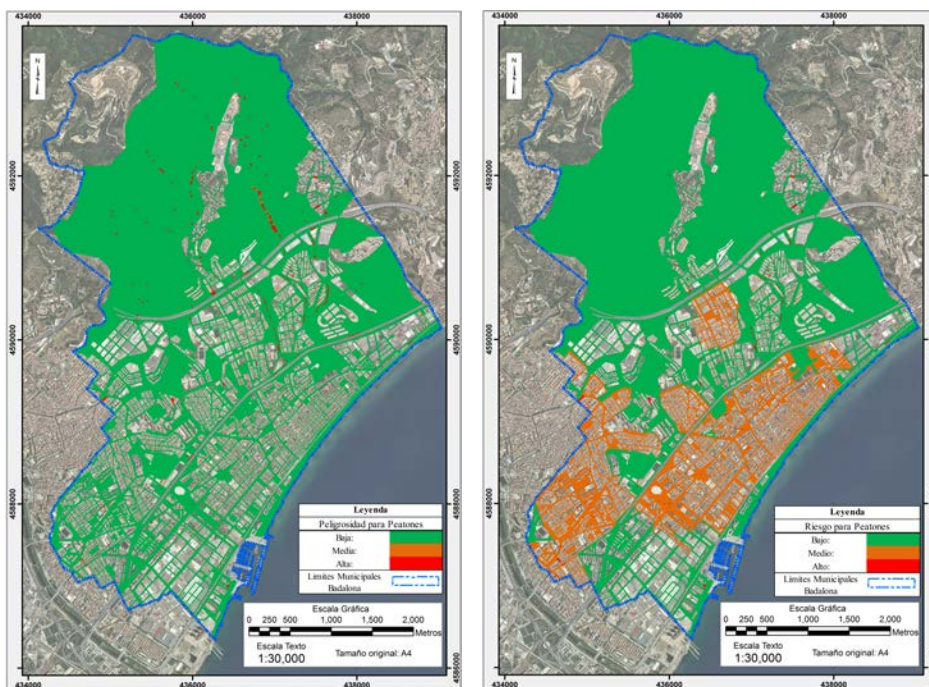 434000 436000 438000
N
4592000
4590000
4588000
4586000
Leyenda
Peligrosidad para Peatones
Baja:
Media:
Alta:
Limites Municipales
Badalona
Escala Gráfica
0 250 500 1,000 1,500 2,000
Metros
Escala Texto
1:30,000
Tamaño original: A4
434000 436000 438000
434000 436000 438000
N
4592000
4590000
4588000
4586000
Leyenda
Riesgo para Peatones
Bajo:
Medio:
Alto:
Limites Municipales
Badalona
Escala Gráfica
0 250 500 1,000 1,500 2,000
Metros
Escala Texto
1:30,000
Tamaño original: A4
434000 436000 438000